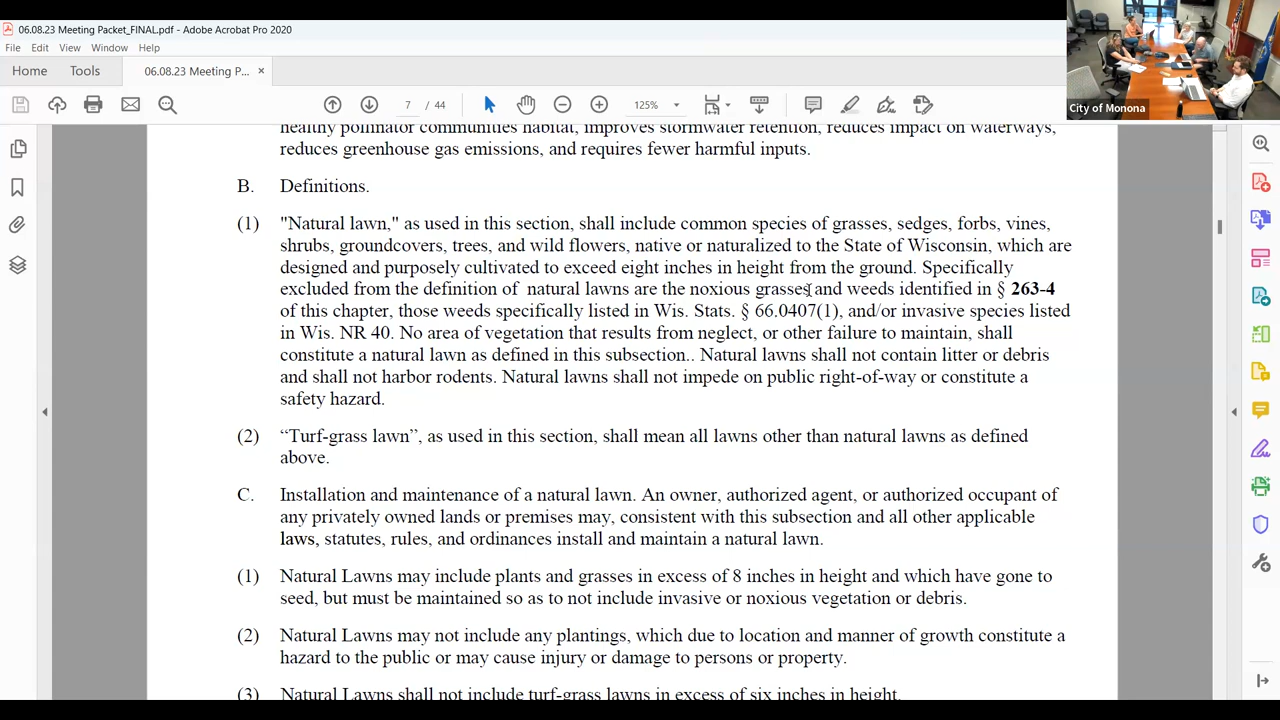 06.08.23 Meeting Packet_FINAL.pdf - Adobe Acrobat Pro 2020
File Edit View Window Help
Home Tools 06.08.23 Meeting P... ×
7 / 44 125%
City of Monona
healthy pollinator communities habitat, improves stormwater retention, reduces impact on waterways,
reduces greenhouse gas emissions, and requires fewer harmful inputs.
B. Definitions.
(1) "Natural lawn," as used in this section, shall include common species of grasses, sedges, forbs, vines,
shrubs, groundcovers, trees, and wild flowers, native or naturalized to the State of Wisconsin, which are
designed and purposely cultivated to exceed eight inches in height from the ground. Specifically
excluded from the definition of natural lawns are the noxious grasses and weeds identified in § 263-4
of this chapter, those weeds specifically listed in Wis. Stats. § 66.0407(1), and/or invasive species listed
in Wis. NR 40. No area of vegetation that results from neglect, or other failure to maintain, shall
constitute a natural lawn as defined in this subsection.. Natural lawns shall not contain litter or debris
and shall not harbor rodents. Natural lawns shall not impede on public right-of-way or constitute a
safety hazard.
(2) “Turf-grass lawn”, as used in this section, shall mean all lawns other than natural lawns as defined
above.
C. Installation and maintenance of a natural lawn. An owner, authorized agent, or authorized occupant of
any privately owned lands or premises may, consistent with this subsection and all other applicable
laws, statutes, rules, and ordinances install and maintain a natural lawn.
(1) Natural Lawns may include plants and grasses in excess of 8 inches in height and which have gone to
seed, but must be maintained so as to not include invasive or noxious vegetation or debris.
(2) Natural Lawns may not include any plantings, which due to location and manner of growth constitute a
hazard to the public or may cause injury or damage to persons or property.
(3) Natural Lawns shall not include turf-grass lawns in excess of six inches in height.